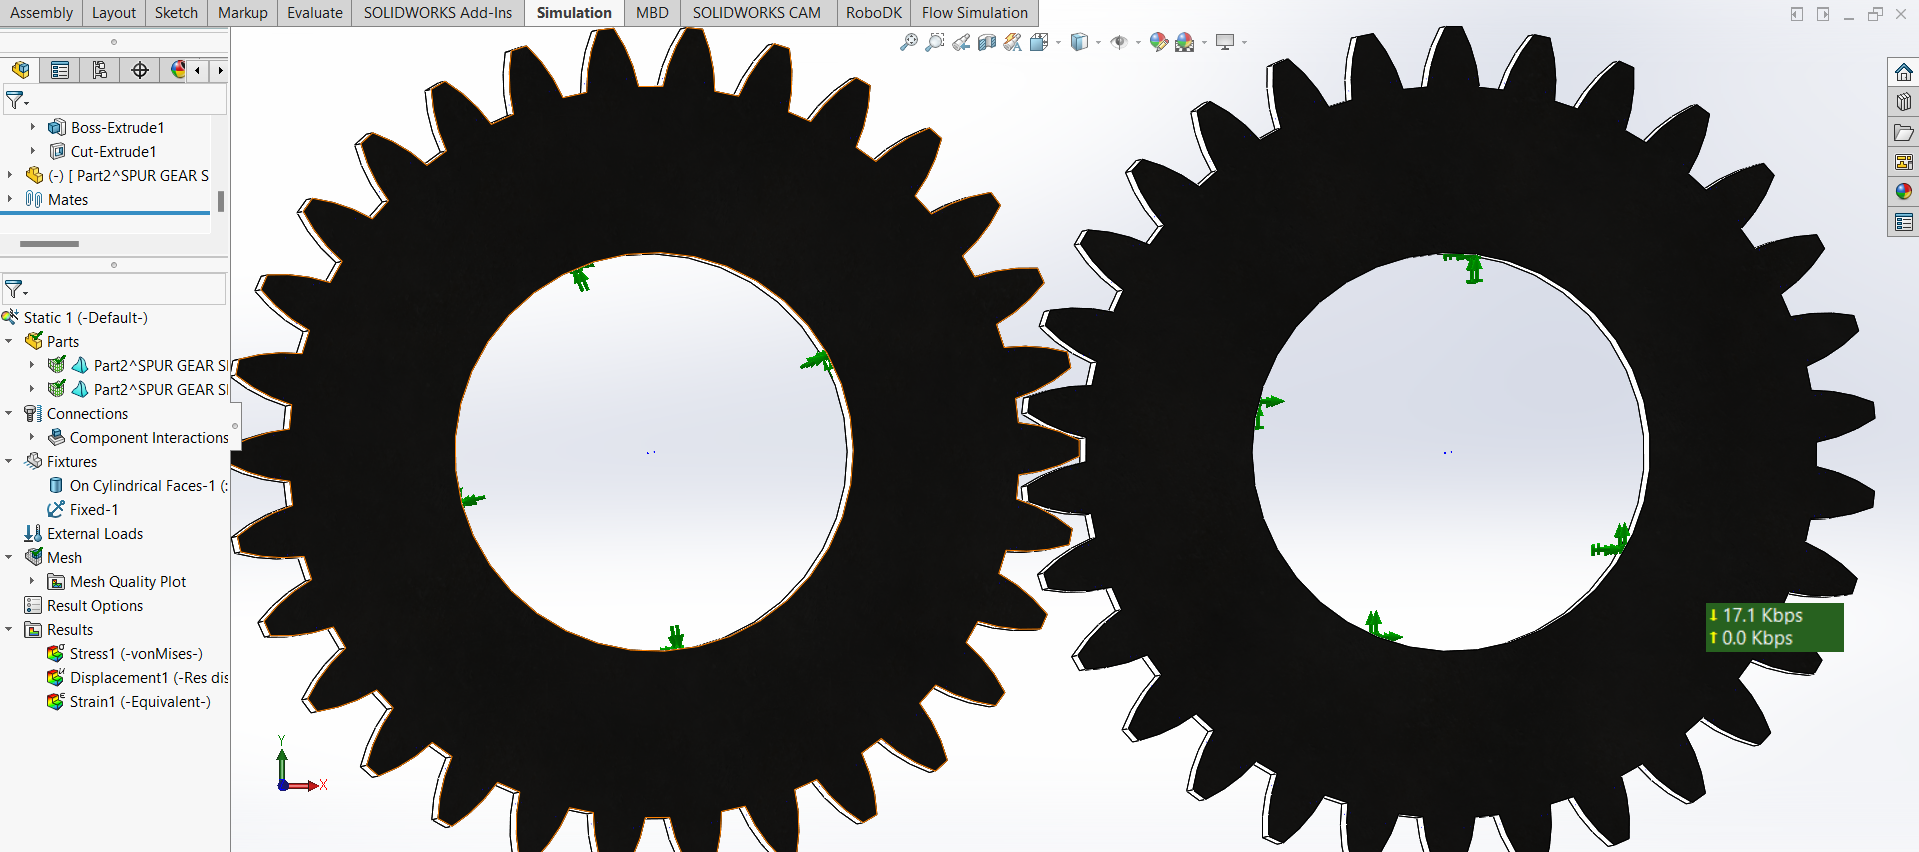 Assembly Layout Sketch Markup Evaluate SOLIDWORKS Add-Ins Simulation MBD SOLIDWORKS CAM RoboDK Flow Simulation
Boss-Extrude1
Cut-Extrude1
(-) [ Part2^SPUR GEAR S
Mates
Static 1 (-Default-)
Parts
Part2^SPUR GEAR SI
Part2^SPUR GEAR SI
Connections
Component Interactions
Fixtures
On Cylindrical Faces-1 (:
Fixed-1
External Loads
Mesh
Mesh Quality Plot
Result Options
Results
Stress1 (-vonMises-)
Displacement1 (-Res dis
Strain1 (-Equivalent-)
Y
X
17.1 Kbps
0.0 Kbps